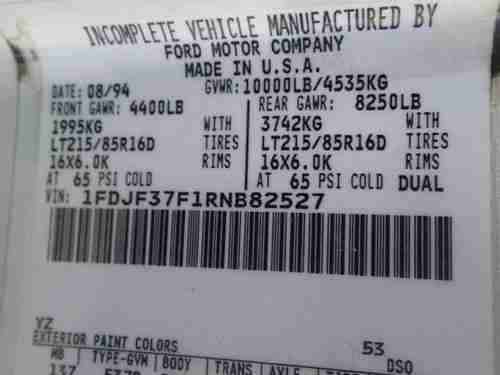 INCOMPLETE VEHICLE MANUFACTURED BY
FORD MOTOR COMPANY
MADE IN U.S.A.
DATE: 08/94 GVWR: 10000LB/4535KG
FRONT GAWR: 4400LB REAR GAWR: 8250LB
1995KG WITH 3742KG WITH
LT215/85R16D TIRES LT215/85R16D TIRES
16X6.0K RIMS 16X6.0K RIMS
AT 65 PSI COLD AT 65 PSI COLD DUAL
VIN: 1FDJF37F1RNB82527
YZ 53
EXTERIOR PAINT COLORS DSO
WB TYPE-GVM BODY TRANS AXLE
137